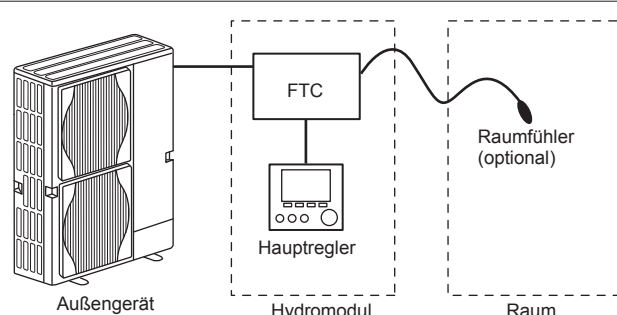 FTC
Raumfühler
(optional)
Hauptregler
Außengerät
Hydromodul
Raum